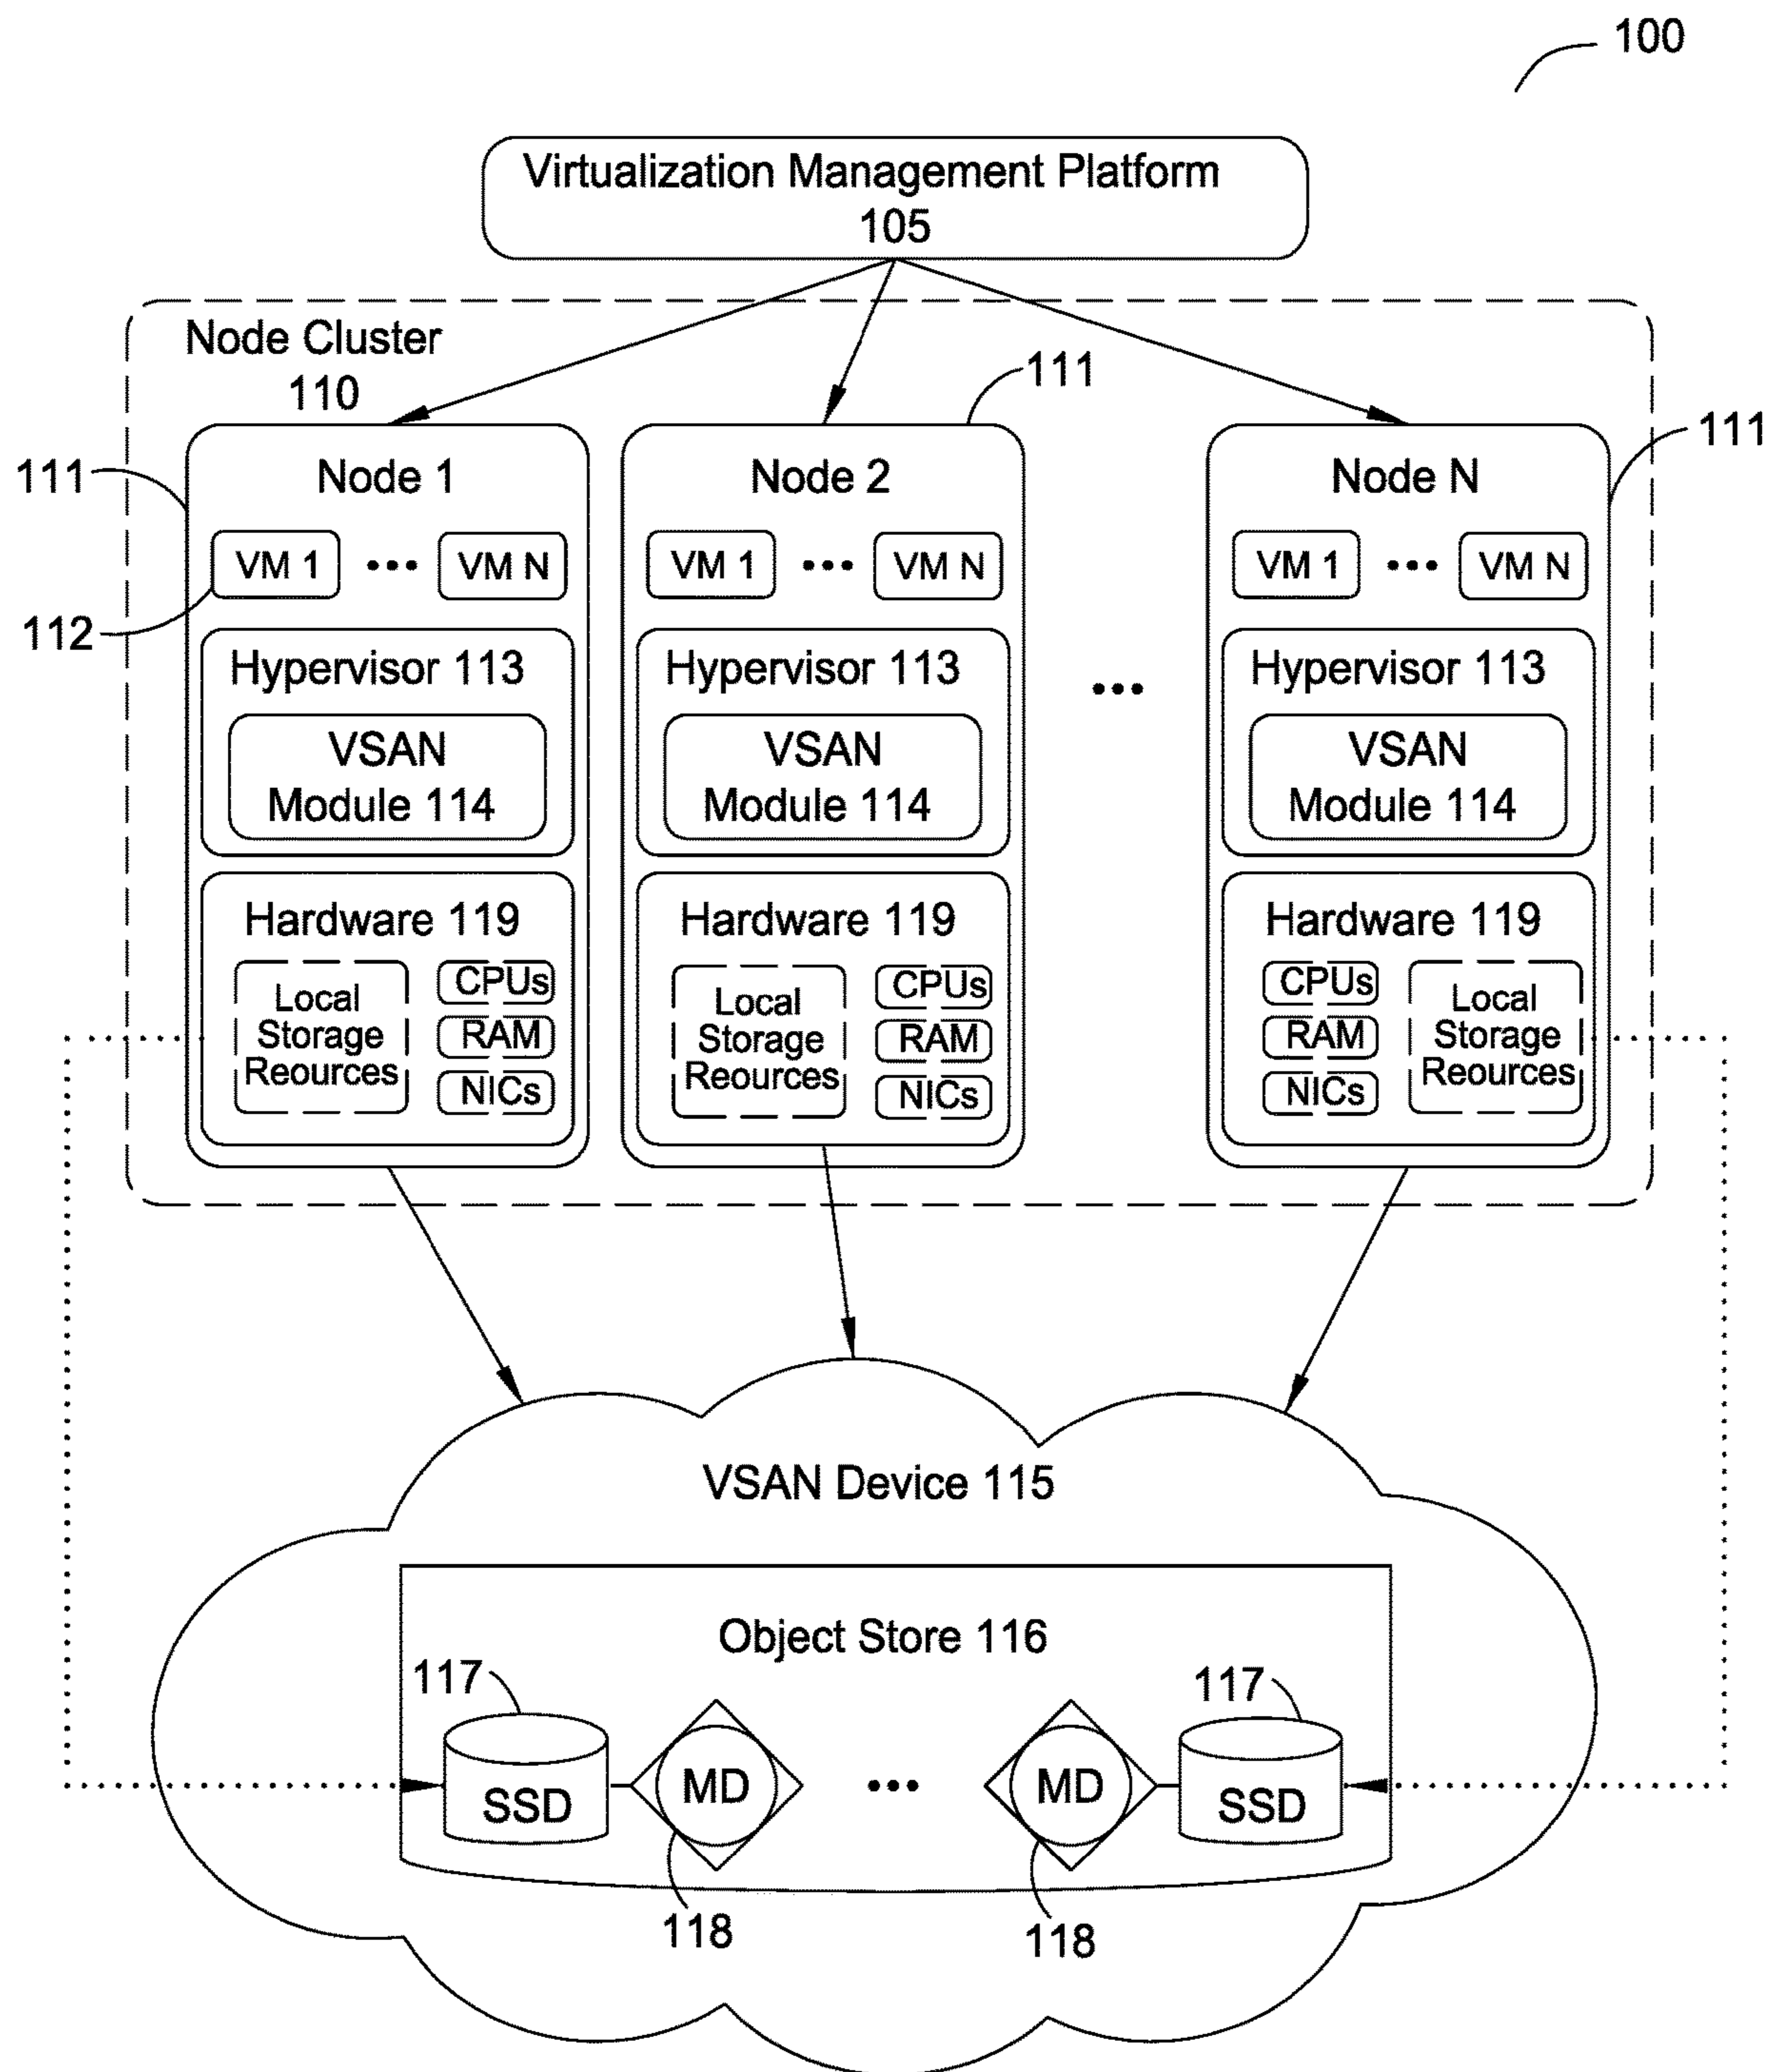 100
Virtualization Management Platform
105
Node Cluster
110
111
111
111
Node 1
VM 1 ••• VM N
112
Hypervisor 113
VSAN
Module 114
Hardware 119
Local
Storage
Reources
CPUs
RAM
NICs
Node 2
VM 1 ••• VM N
Hypervisor 113
VSAN
Module 114
Hardware 119
Local
Storage
Reources
CPUs
RAM
NICs
•••
Node N
VM 1 ••• VM N
Hypervisor 113
VSAN
Module 114
Hardware 119
CPUs
RAM
NICs
Local
Storage
Reources
VSAN Device 115
Object Store 116
117
117
SSD
MD
•••
MD
SSD
118
118